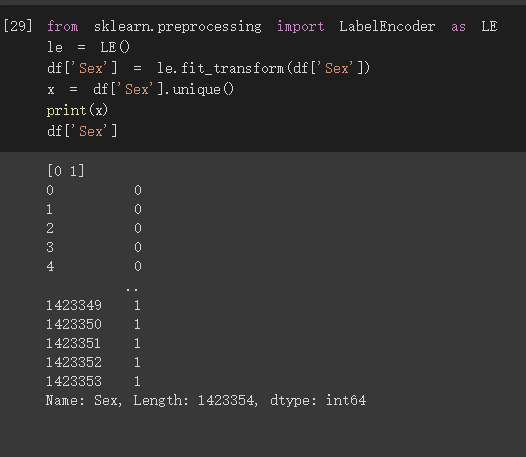 [29] from sklearn.preprocessing import LabelEncoder as LE
le = LE()
df['Sex'] = le.fit_transform(df['Sex'])
x = df['Sex'].unique()
print(x)
df['Sex']
[0 1]
0 0
1 0
2 0
3 0
4 0
..
1423349 1
1423350 1
1423351 1
1423352 1
1423353 1
Name: Sex, Length: 1423354, dtype: int64